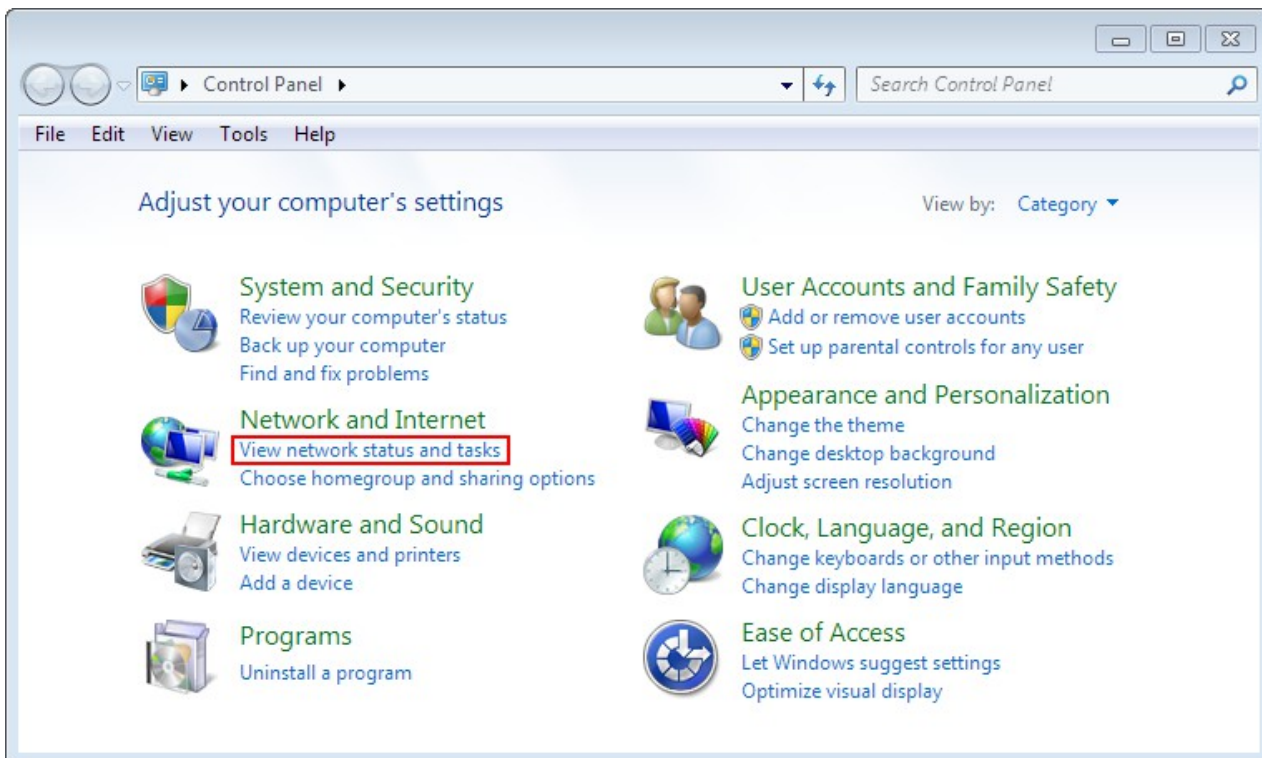 Control Panel
Search Control Panel
File Edit View Tools Help
Adjust your computer's settings
View by: Category
System and Security
Review your computer's status
Back up your computer
Find and fix problems
Network and Internet
View network status and tasks
Choose homegroup and sharing options
Hardware and Sound
View devices and printers
Add a device
Programs
Uninstall a program
User Accounts and Family Safety
Add or remove user accounts
Set up parental controls for any user
Appearance and Personalization
Change the theme
Change desktop background
Adjust screen resolution
Clock, Language, and Region
Change keyboards or other input methods
Change display language
Ease of Access
Let Windows suggest settings
Optimize visual display